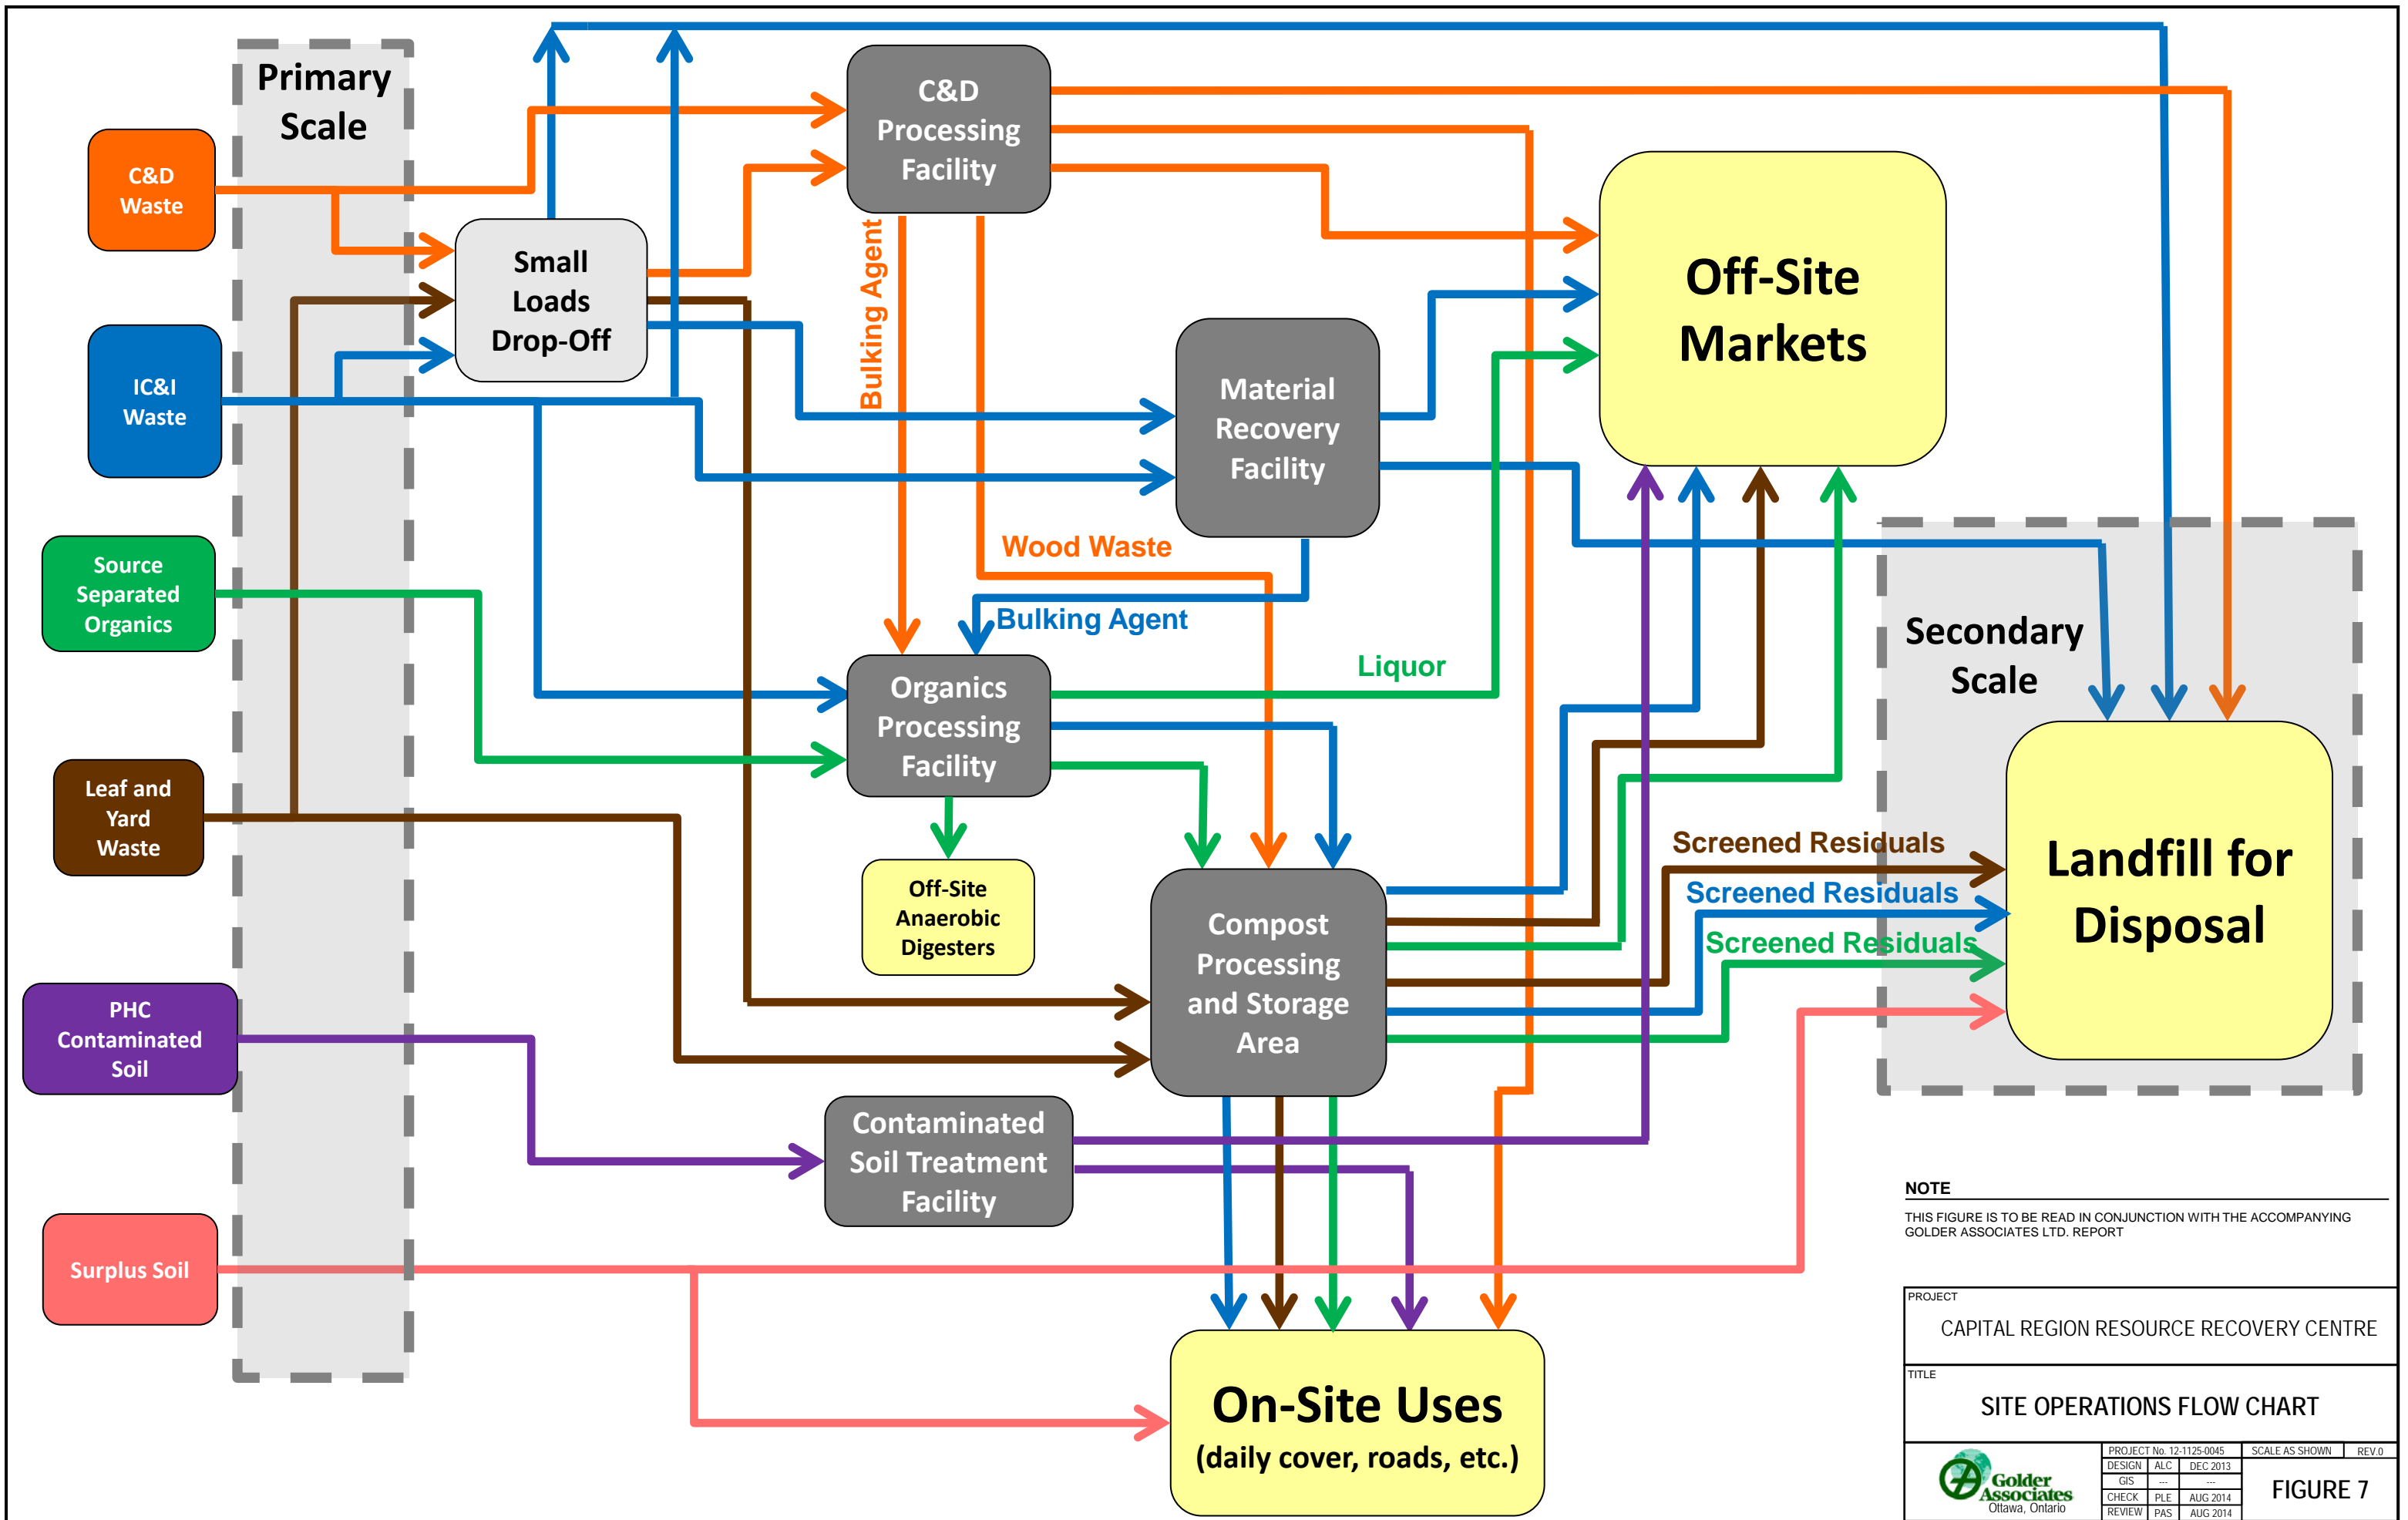 Primary
Scale
C&D
Waste
IC&I
Waste
Source
Separated
Organics
Leaf and
Yard
Waste
PHC
Contaminated
Soil
Surplus Soil
Small
Loads
Drop-Off
C&D
Processing
Facility
Bulking Agent
Wood Waste
Bulking Agent
Material
Recovery
Facility
Off-Site
Markets
Organics
Processing
Facility
Liquor
Off-Site
Anaerobic
Digesters
Compost
Processing
and Storage
Area
Contaminated
Soil Treatment
Facility
Secondary
Scale
Screened Residuals
Screened Residuals
Screened Residuals
Landfill for
Disposal
On-Site Uses
(daily cover, roads, etc.)
NOTE
THIS FIGURE IS TO BE READ IN CONJUNCTION WITH THE ACCOMPANYING
GOLDER ASSOCIATES LTD. REPORT
PROJECT
CAPITAL REGION RESOURCE RECOVERY CENTRE
TITLE
SITE OPERATIONS FLOW CHART
Golder
Associates
Ottawa, Ontario
PROJECT No. 12-1125-0045 SCALE AS SHOWN REV.0
DESIGN ALC DEC 2013
GIS --- ---
CHECK PLE AUG 2014
REVIEW PAS AUG 2014
FIGURE 7